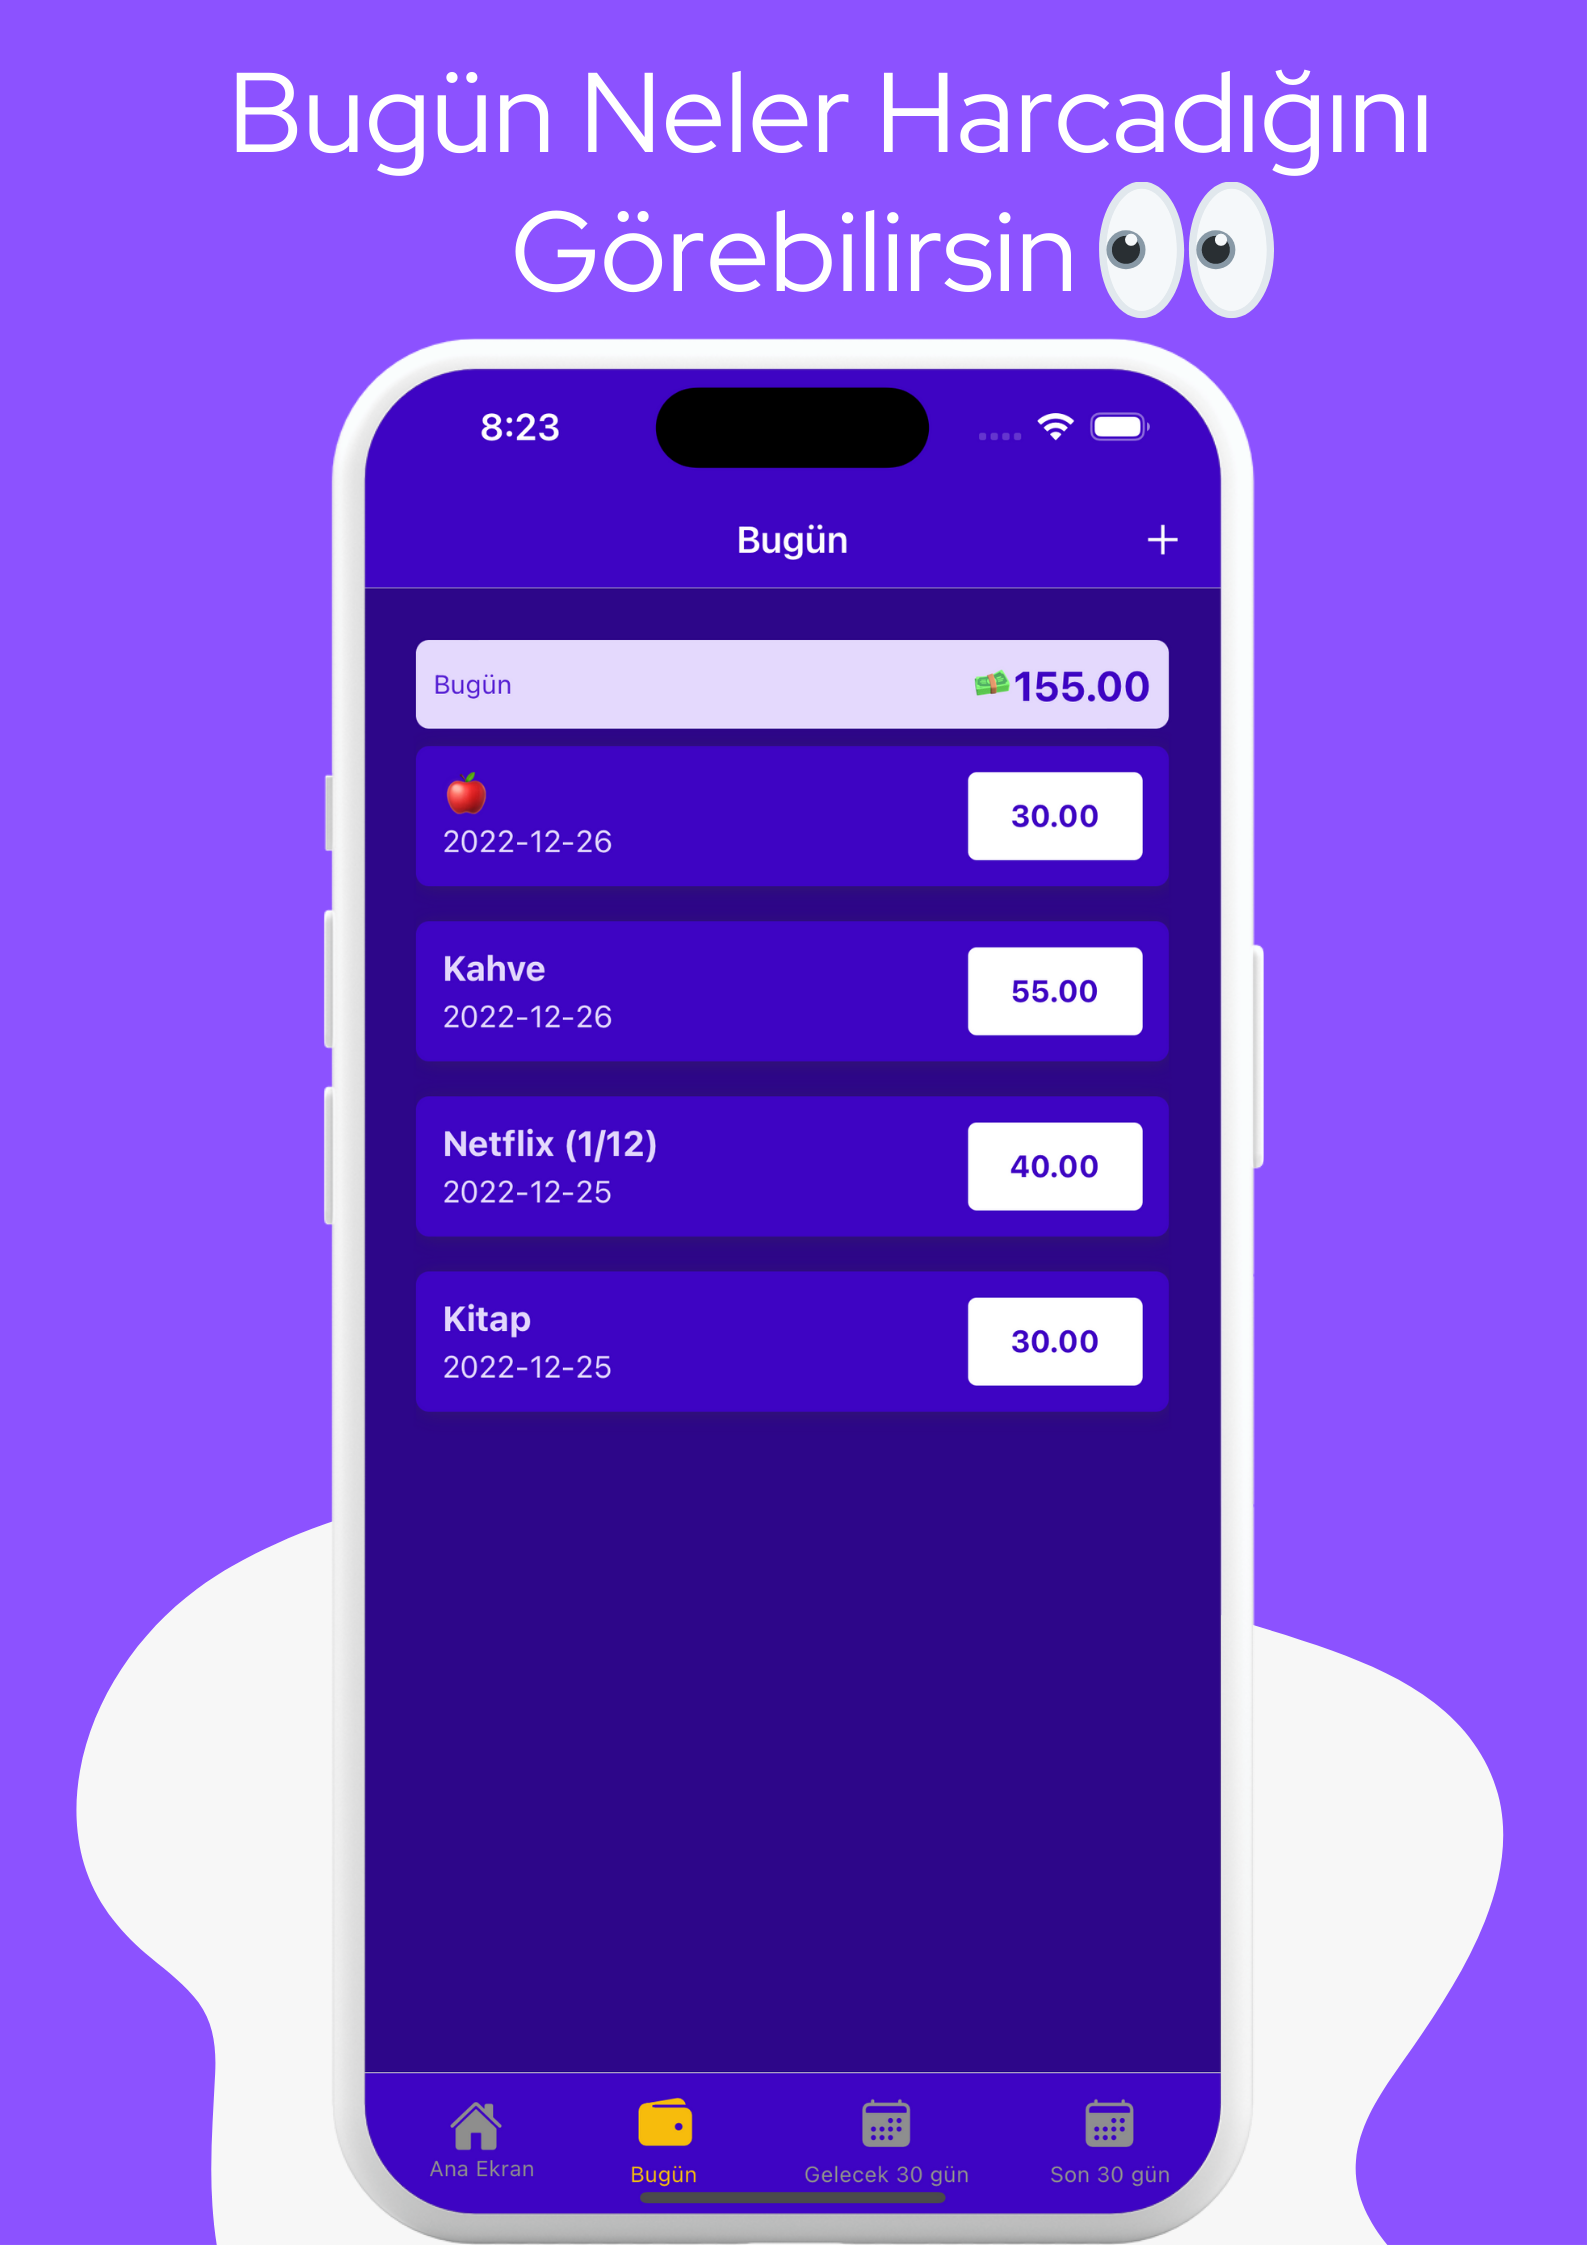 Bugün Neler Harcadığını
Görebilirsin👀
8:23
Bugün
+
Bugün 💵155.00
🍎 30.00
2022-12-26
Kahve 55.00
2022-12-26
Netflix (1/12) 40.00
2022-12-25
Kitap 30.00
2022-12-25
Ana Ekran Bugün Gelecek 30 gün Son 30 gün